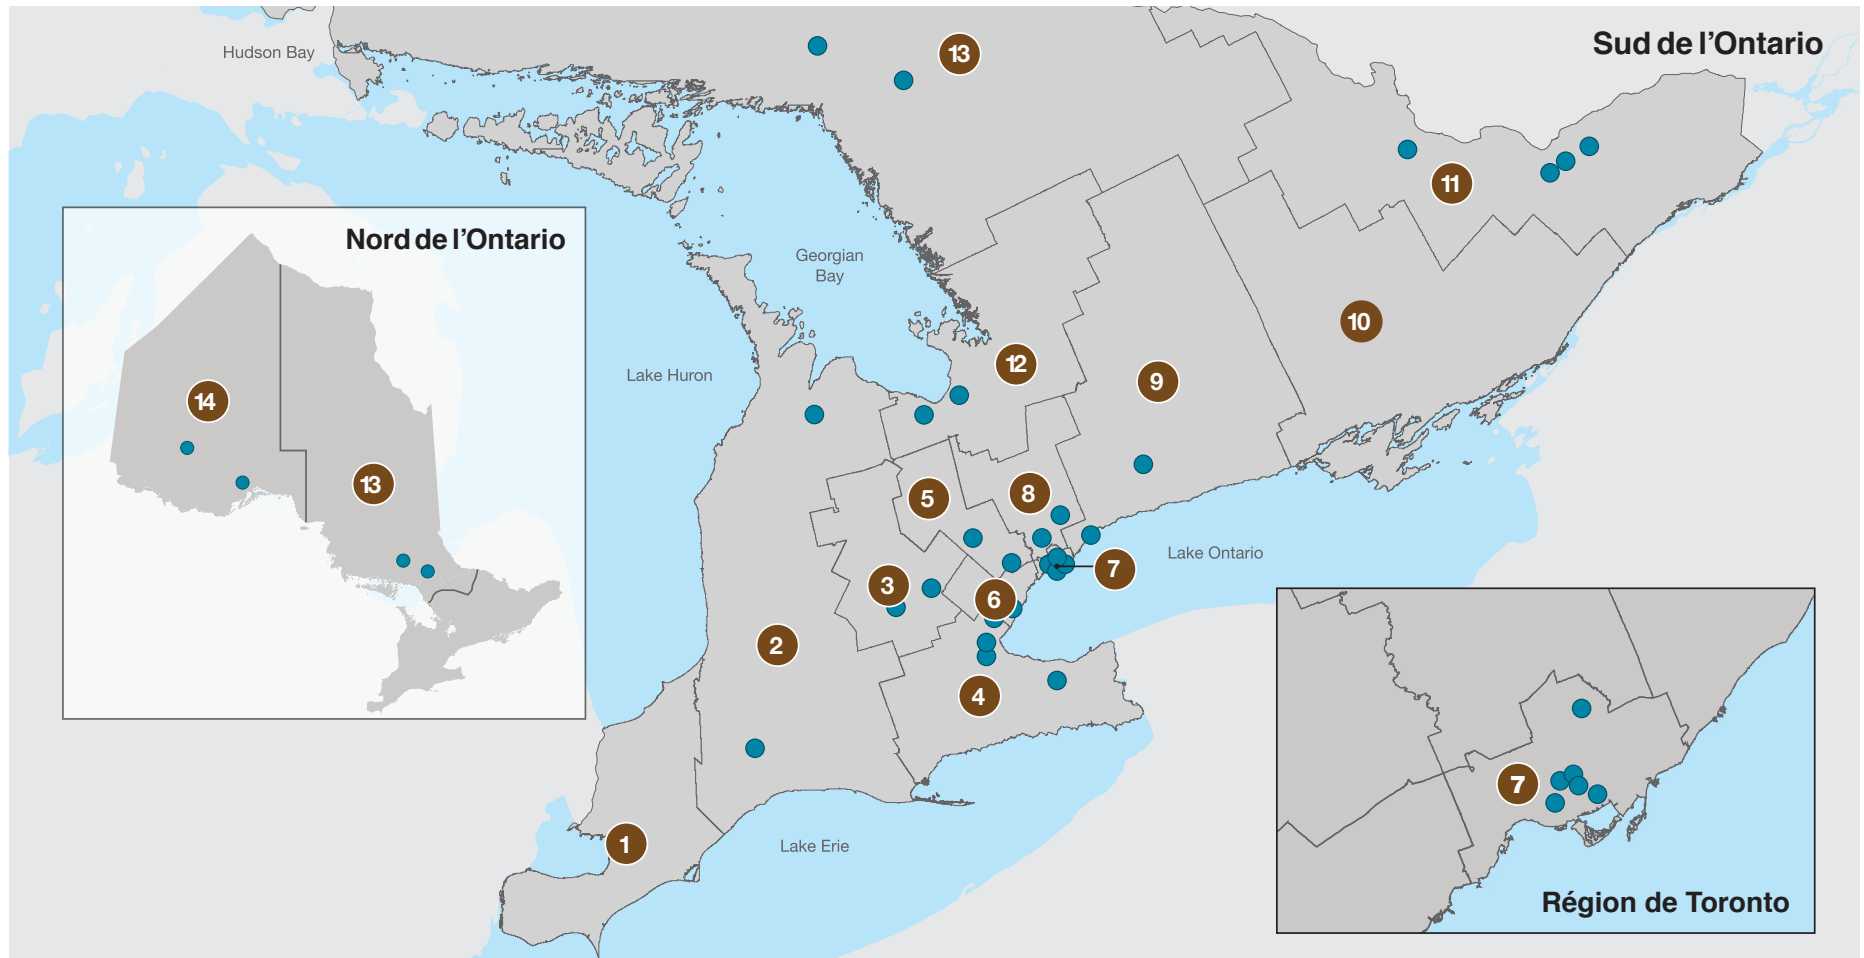 Hudson Bay
13
Sud de l'Ontario
11
Nord de l'Ontario
Georgian
Bay
10
12
9
Lake Huron
14
13
5
8
Lake Ontario
7
3
6
2
4
7
1
Lake Erie
Région de Toronto